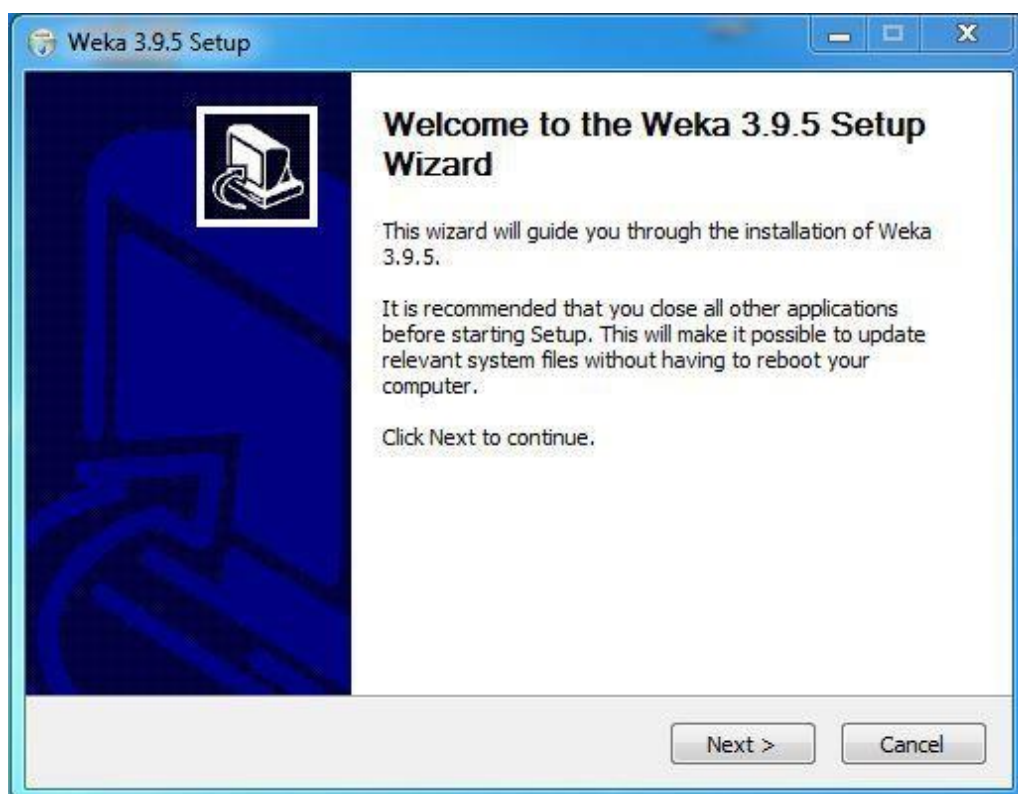 Weka 3.9.5 Setup
Welcome to the Weka 3.9.5 Setup
Wizard
This wizard will guide you through the installation of Weka
3.9.5.
It is recommended that you close all other applications
before starting Setup. This will make it possible to update
relevant system files without having to reboot your
computer.
Click Next to continue.
Next >
Cancel